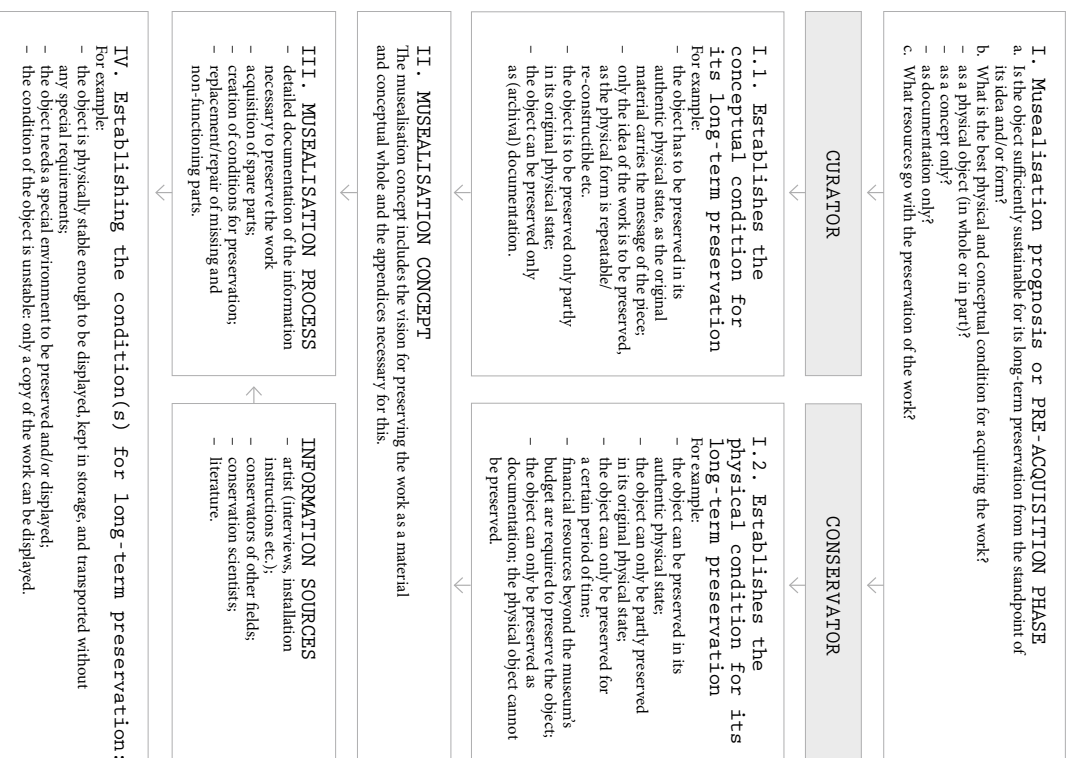 I. Musealisation prognosis or PRE-ACQUISITION PHASE
a. Is the object sufficiently sustainable for its long-term preservation from the standpoint of
its idea and/or form?
b. What is the best physical and conceptual condition for acquiring the work?
– as a physical object (in whole or in part)?
– as a concept only?
– as documentation only?
c. What resources go with the preservation of the work?
CURATOR
CONSERVATOR
I.1. Establishes the
conceptual condition for
its long-term preservation
For example:
– the object has to be preserved in its
authentic physical state, as the original
material carries the message of the piece;
– only the idea of the work is to be preserved,
as the physical form is repeatable/
re-constructible etc.
– the object is to be preserved only partly
in its original physical state;
– the object can be preserved only
as (archival) documentation.
I.2. Establishes the
physical condition for its
long-term preservation
For example:
– the object can be preserved in its
authentic physical state;
– the object can only be partly preserved
in its original physical state;
– the object can only be preserved for
a certain period of time;
– financial resources beyond the museum's
budget are required to preserve the object;
– the object can only be preserved as
documentation; the physical object cannot
be preserved.
II. MUSEALISATION CONCEPT
The musealisation concept includes the vision for preserving the work as a material
and conceptual whole and the appendices necessary for this.
III. MUSEALISATION PROCESS
– detailed documentation of the information
necessary to preserve the work
– acquisition of spare parts;
– creation of conditions for preservation;
– replacement/repair of missing and
non-functioning parts.
INFORMATION SOURCES
– artist (interviews, installation
instructions etc.);
– conservators of other fields;
– conservation scientists;
– literature.
IV. Establishing the condition(s) for long-term preservation:
For example:
– the object is physically stable enough to be displayed, kept in storage, and transported without
any special requirements;
– the object needs a special environment to be preserved and/or displayed;
– the condition of the object is unstable: only a copy of the work can be displayed.